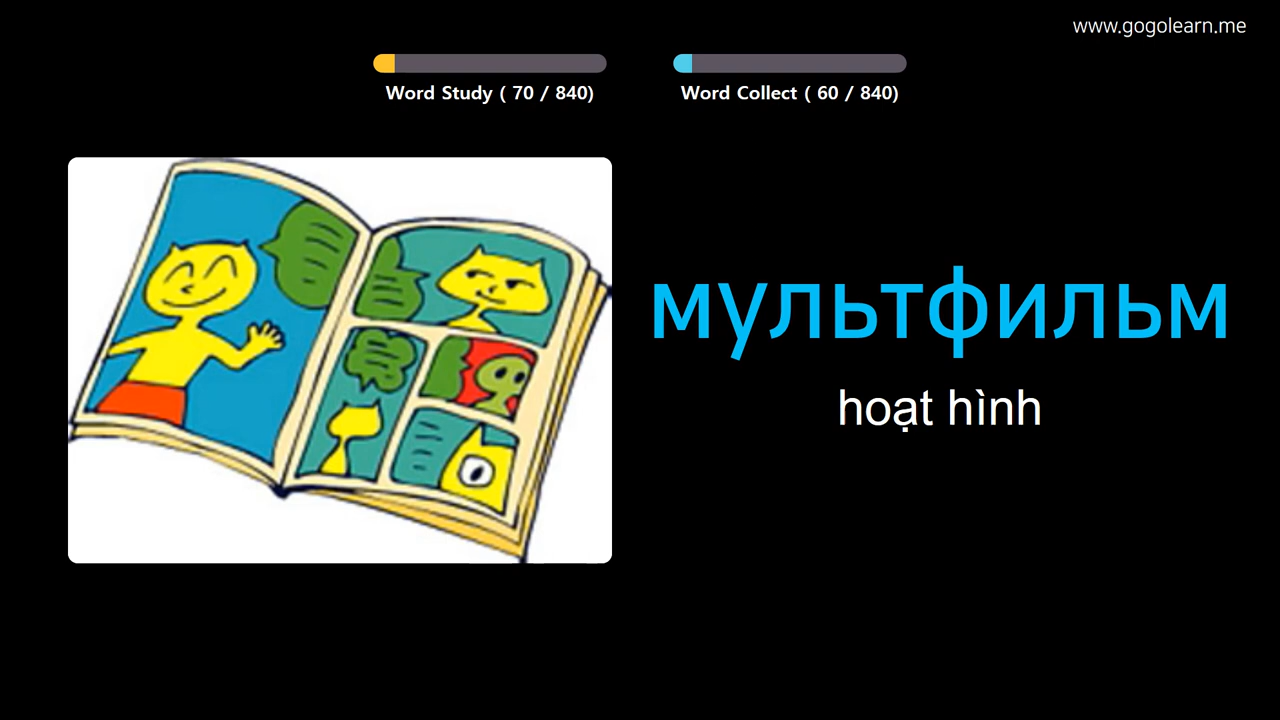 www.gogolearn.me
Word Study ( 70 / 840)
Word Collect ( 60 / 840)
мультфильм
hoạt hình